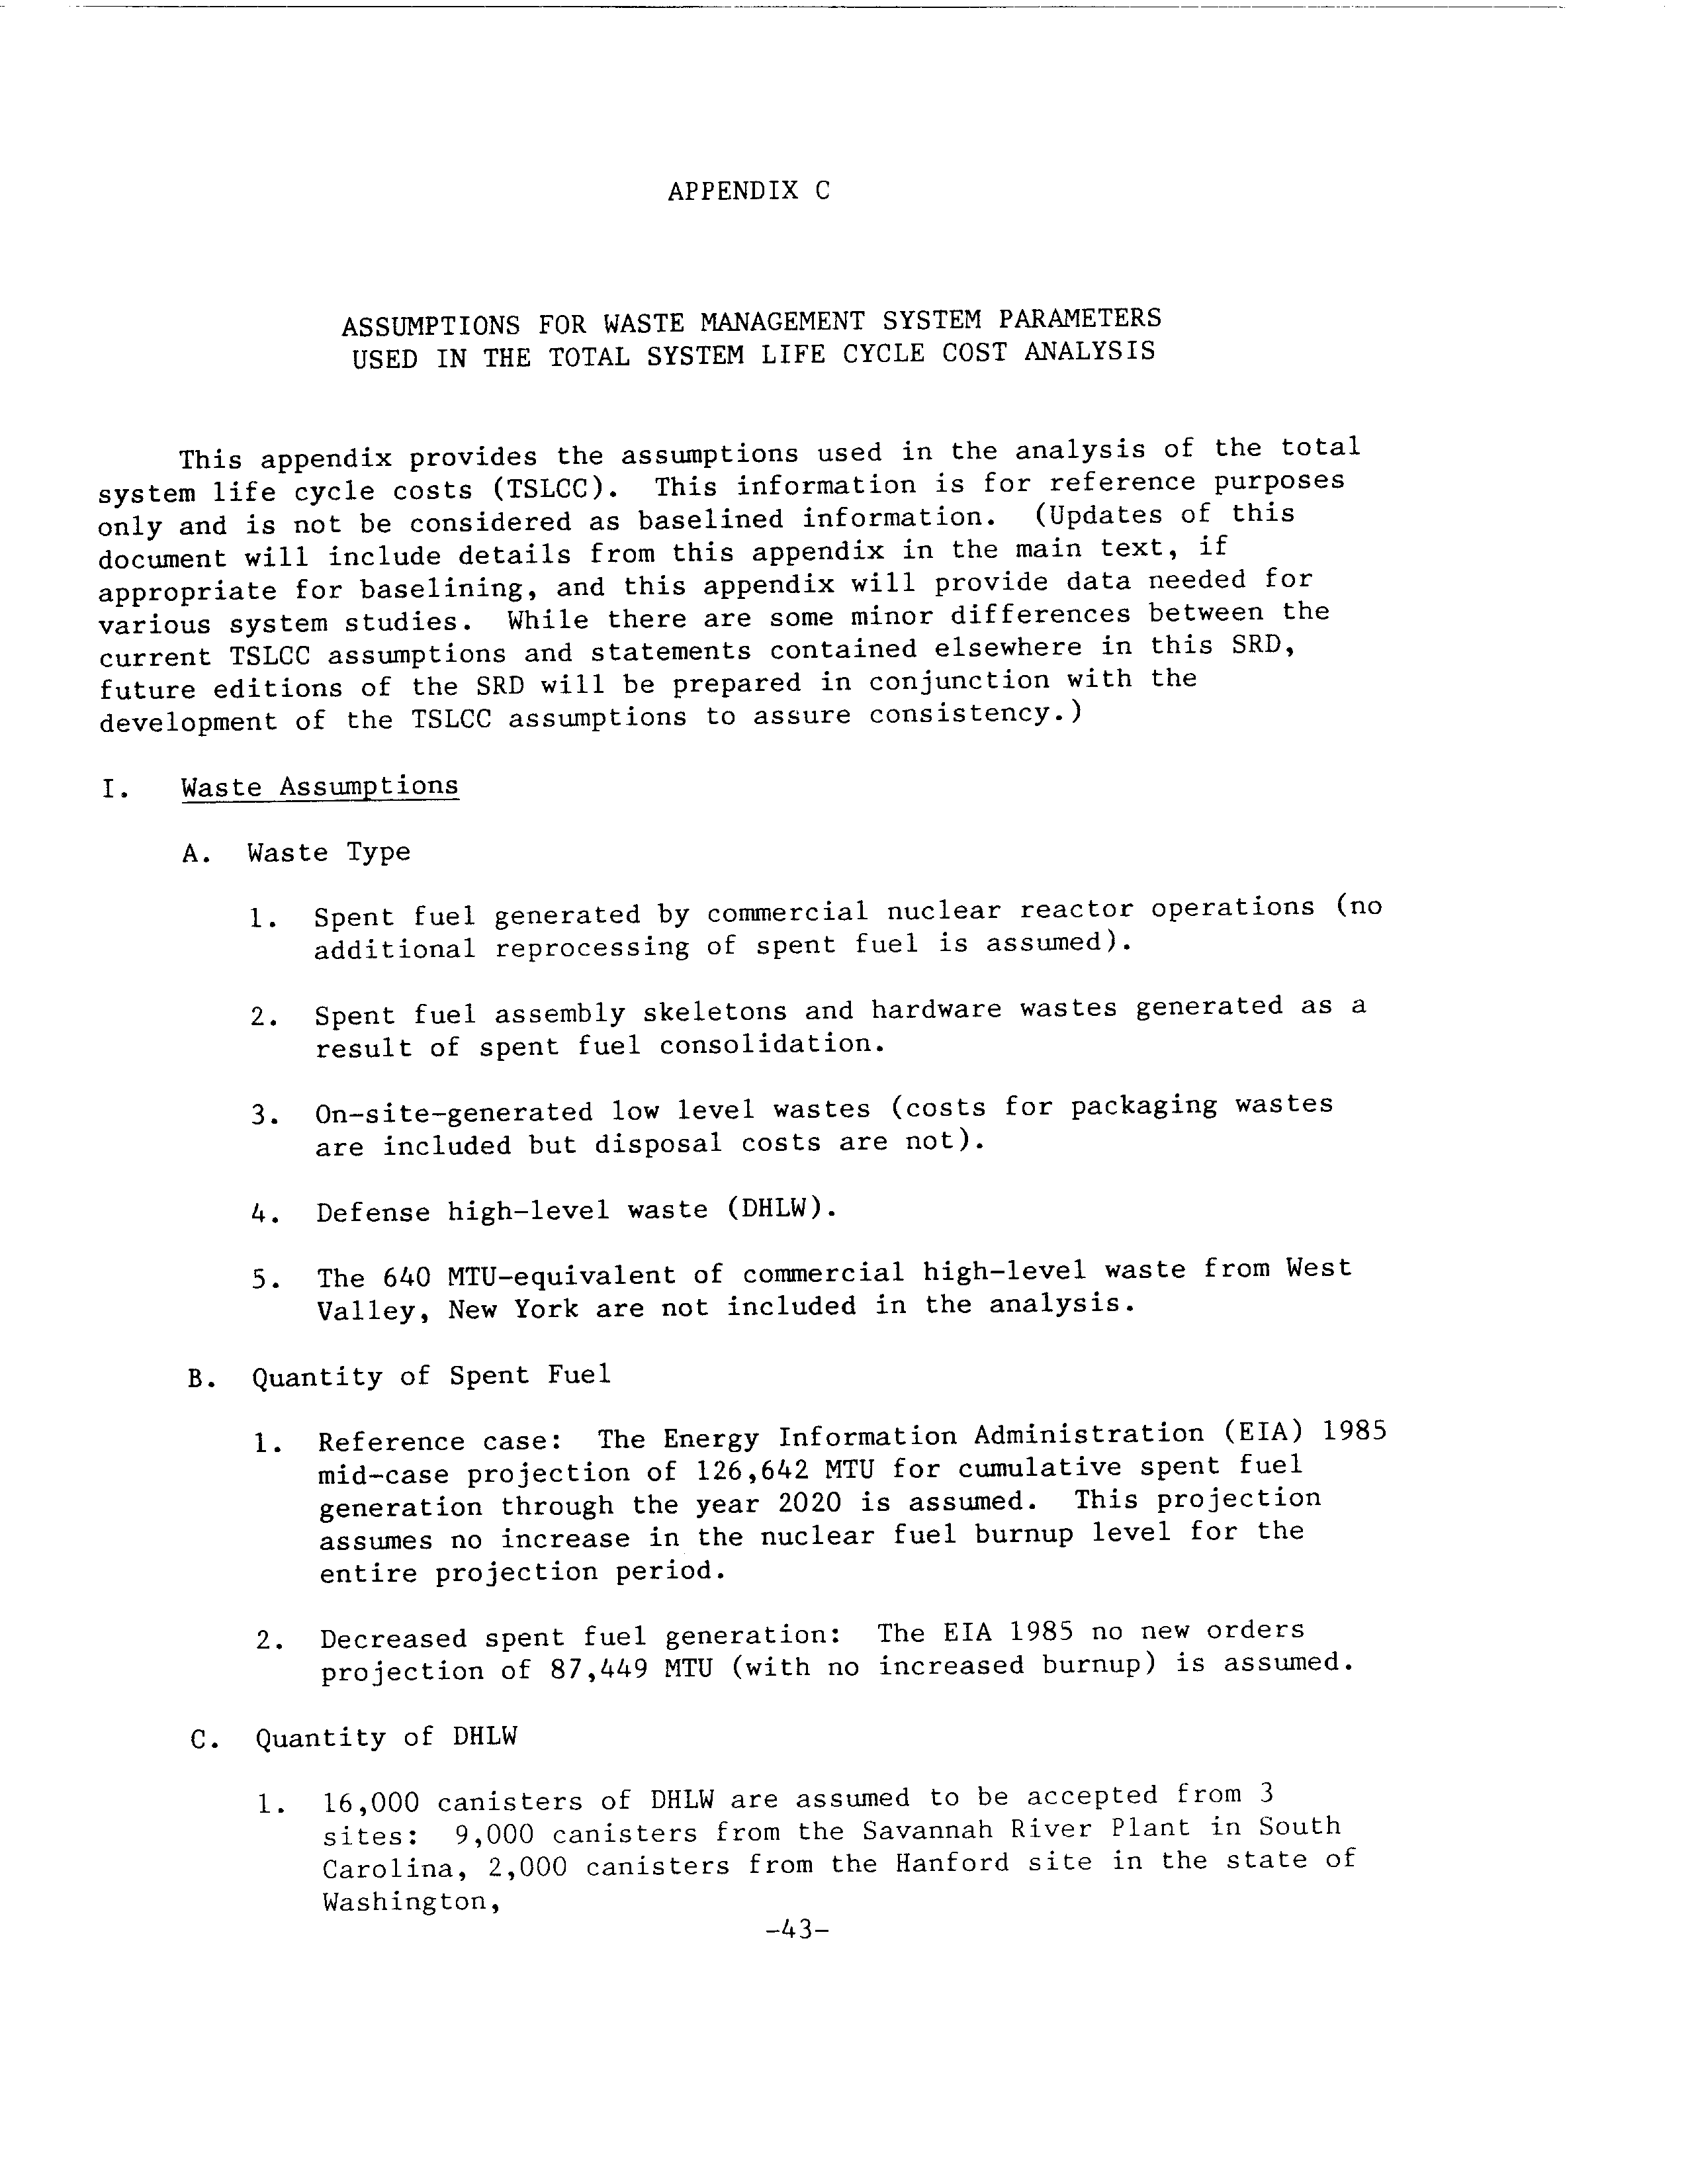 APPENDIX C
ASSUMPTIONS FOR WASTE MANAGEMENT SYSTEM PARAMETERS
USED IN THE TOTAL SYSTEM LIFE CYCLE COST ANALYSIS
This appendix provides the assumptions used in the analysis of the total
system life cycle costs (TSLCC).  This information is for reference purposes
only and is not be considered as baselined information.  (Updates of this
document will include details from this appendix in the main text, if
appropriate for baselining, and this appendix will provide data needed for
various system studies.  While there are some minor differences between the
current TSLCC assumptions and statements contained elsewhere in this SRD,
future editions of the SRD will be prepared in conjunction with the
development of the TSLCC assumptions to assure consistency.)
I.   Waste Assumptions
A.  Waste Type
1.  Spent fuel generated by commercial nuclear reactor operations (no
additional reprocessing of spent fuel is assumed).
2.  Spent fuel assembly skeletons and hardware wastes generated as a
result of spent fuel consolidation.
3.  On-site-generated low level wastes (costs for packaging wastes
are included but disposal costs are not).
4.  Defense high-level waste (DHLW).
5.  The 640 MTU-equivalent of commercial high-level waste from West
Valley, New York are not included in the analysis.
B.  Quantity of Spent Fuel
1.  Reference case:  The Energy Information Administration (EIA) 1985
mid-case projection of 126,642 MTU for cumulative spent fuel
generation through the year 2020 is assumed.  This projection
assumes no increase in the nuclear fuel burnup level for the
entire projection period.
2.  Decreased spent fuel generation:  The EIA 1985 no new orders
projection of 87,449 MTU (with no increased burnup) is assumed.
C.  Quantity of DHLW
1.  16,000 canisters of DHLW are assumed to be accepted from 3
sites:  9,000 canisters from the Savannah River Plant in South
Carolina, 2,000 canisters from the Hanford site in the state of
Washington,
-43-